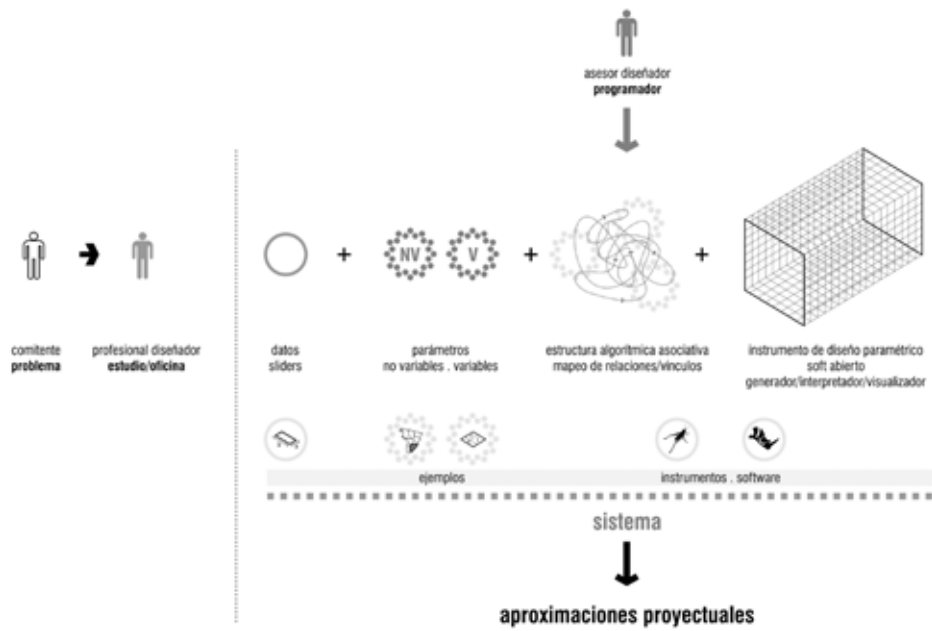 asesor diseñador
programador
NV
V
+
+
+
comitente
problema
profesional diseñador
estudio/oficina
datos
sliders
parámetros
no variables . variables
estructura algorítmica asociativa
mapeo de relaciones/vinculos
instrumento de diseño paramétrico
soft abierto
generador/interpretador/visualizador
ejemplos
instrumentos . software
sistema
aproximaciones proyectuales